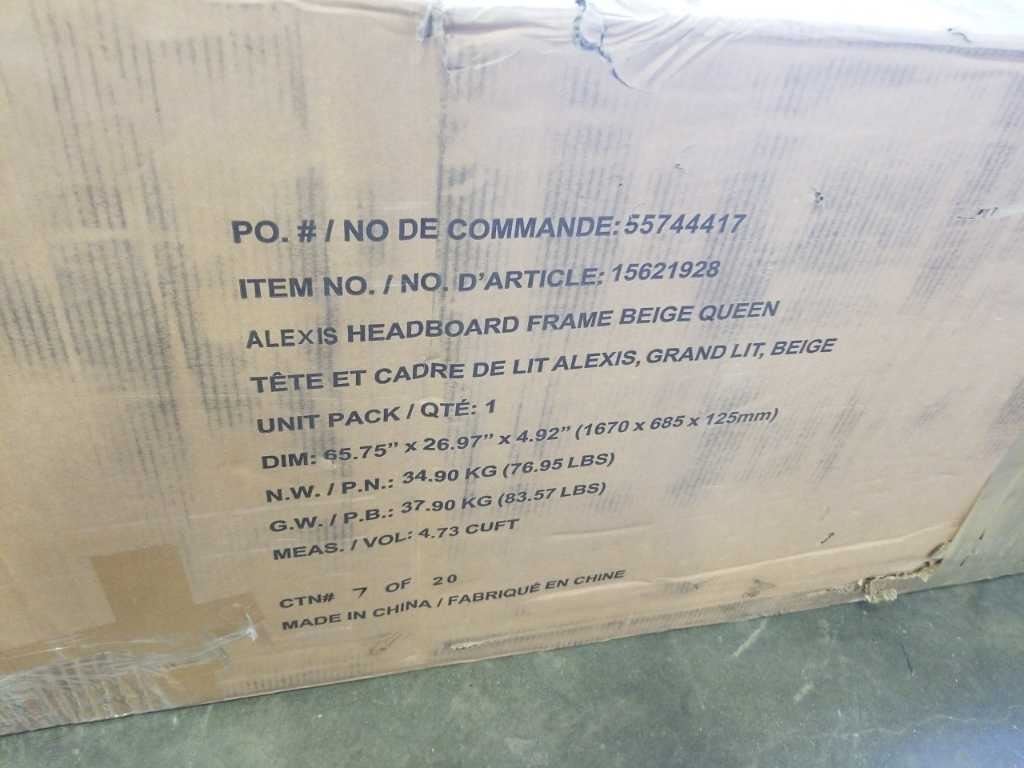 PO. # / NO DE COMMANDE: 55744417
ITEM NO. / NO. D'ARTICLE: 15621928
ALEXIS HEADBOARD FRAME BEIGE QUEEN
TÊTE ET CADRE DE LIT ALEXIS, GRAND LIT, BEIGE
UNIT PACK / QTÉ: 1
DIM: 65.75" x 26.97" x 4.92" (1670 x 685 x 125mm)
N.W. / P.N.: 34.90 KG (76.95 LBS)
G.W. / P.B.: 37.90 KG (83.57 LBS)
MEAS. / VOL: 4.73 CUFT
CTN# 7 OF 20
MADE IN CHINA / FABRIQUÉ EN CHINE